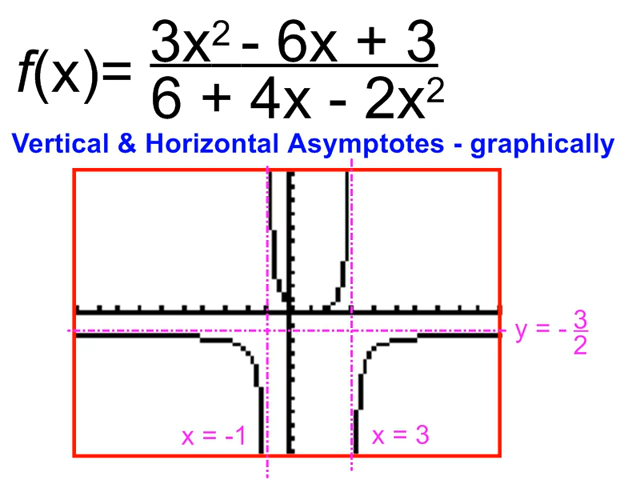 f(x)= 3x² - 6x + 3
6 + 4x - 2x²
Vertical & Horizontal Asymptotes - graphically
y = - 3
2
x = -1
x = 3